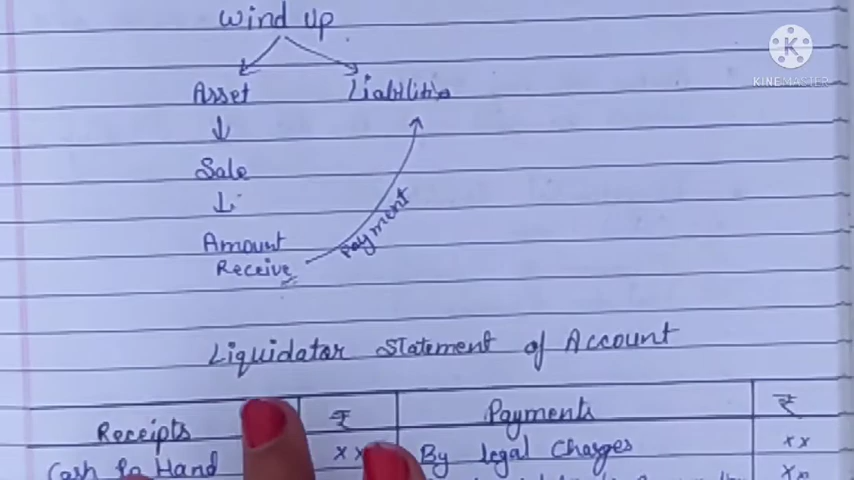 Wind Up
Asset Liabilities
Sale
Amount
Receive
Payment
Liquidator Statement of Account
Receipts ₹ Payments ₹
Cash In Hand xx By legal Charges xx
xx
K
KINEMASTER